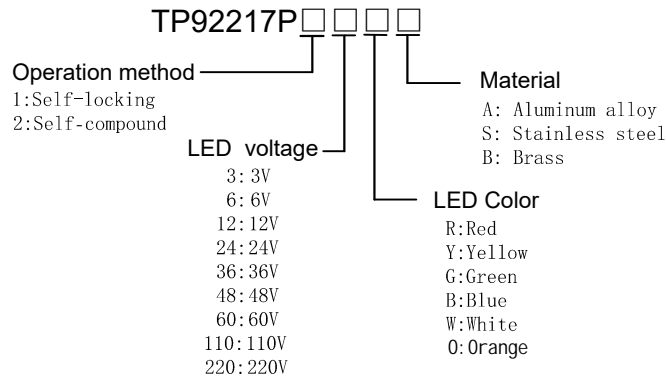 TP92217P□□□□
Operation method
1:Self-locking
2:Self-compound
LED voltage
3:3V
6:6V
12:12V
24:24V
36:36V
48:48V
60:60V
110:110V
220:220V
LED Color
R:Red
Y:Yellow
G:Green
B:Blue
W:White
O:Orange
Material
A: Aluminum alloy
S: Stainless steel
B: Brass